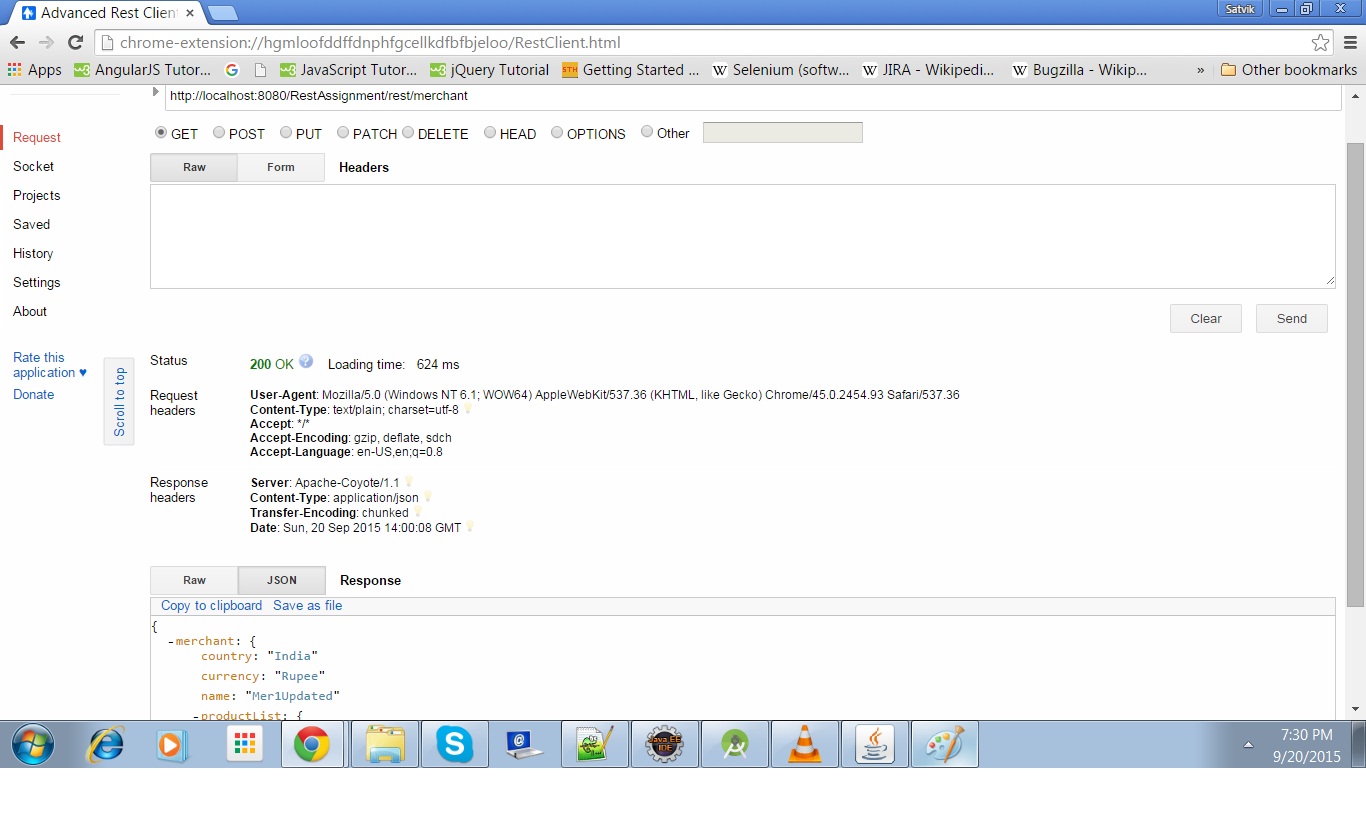 Advanced Rest Client
Satvik
chrome-extension://hgmloofddffdnphfgcellkdfbfbjeloo/RestClient.html
Apps AngularJS Tutor... JavaScript Tutor... jQuery Tutorial Getting Started ... Selenium (softw... JIRA - Wikipedi... Bugzilla - Wikip... » Other bookmarks
http://localhost:8080/RestAssignment/rest/merchant
GET POST PUT PATCH DELETE HEAD OPTIONS Other
Raw Form Headers
Request
Socket
Projects
Saved
History
Settings
About
Rate this
application ♥
Donate
Scroll to top
Clear Send
Status 200 OK Loading time: 624 ms
Request
headers
User-Agent: Mozilla/5.0 (Windows NT 6.1; WOW64) AppleWebKit/537.36 (KHTML, like Gecko) Chrome/45.0.2454.93 Safari/537.36
Content-Type: text/plain; charset=utf-8
Accept: */*
Accept-Encoding: gzip, deflate, sdch
Accept-Language: en-US,en;q=0.8
Response
headers
Server: Apache-Coyote/1.1
Content-Type: application/json
Transfer-Encoding: chunked
Date: Sun, 20 Sep 2015 14:00:08 GMT
Raw JSON Response
Copy to clipboard Save as file
{
-merchant: {
country: "India"
currency: "Rupee"
name: "Mer1Updated"
-productList: {
Java EE
IDE
7:30 PM
9/20/2015